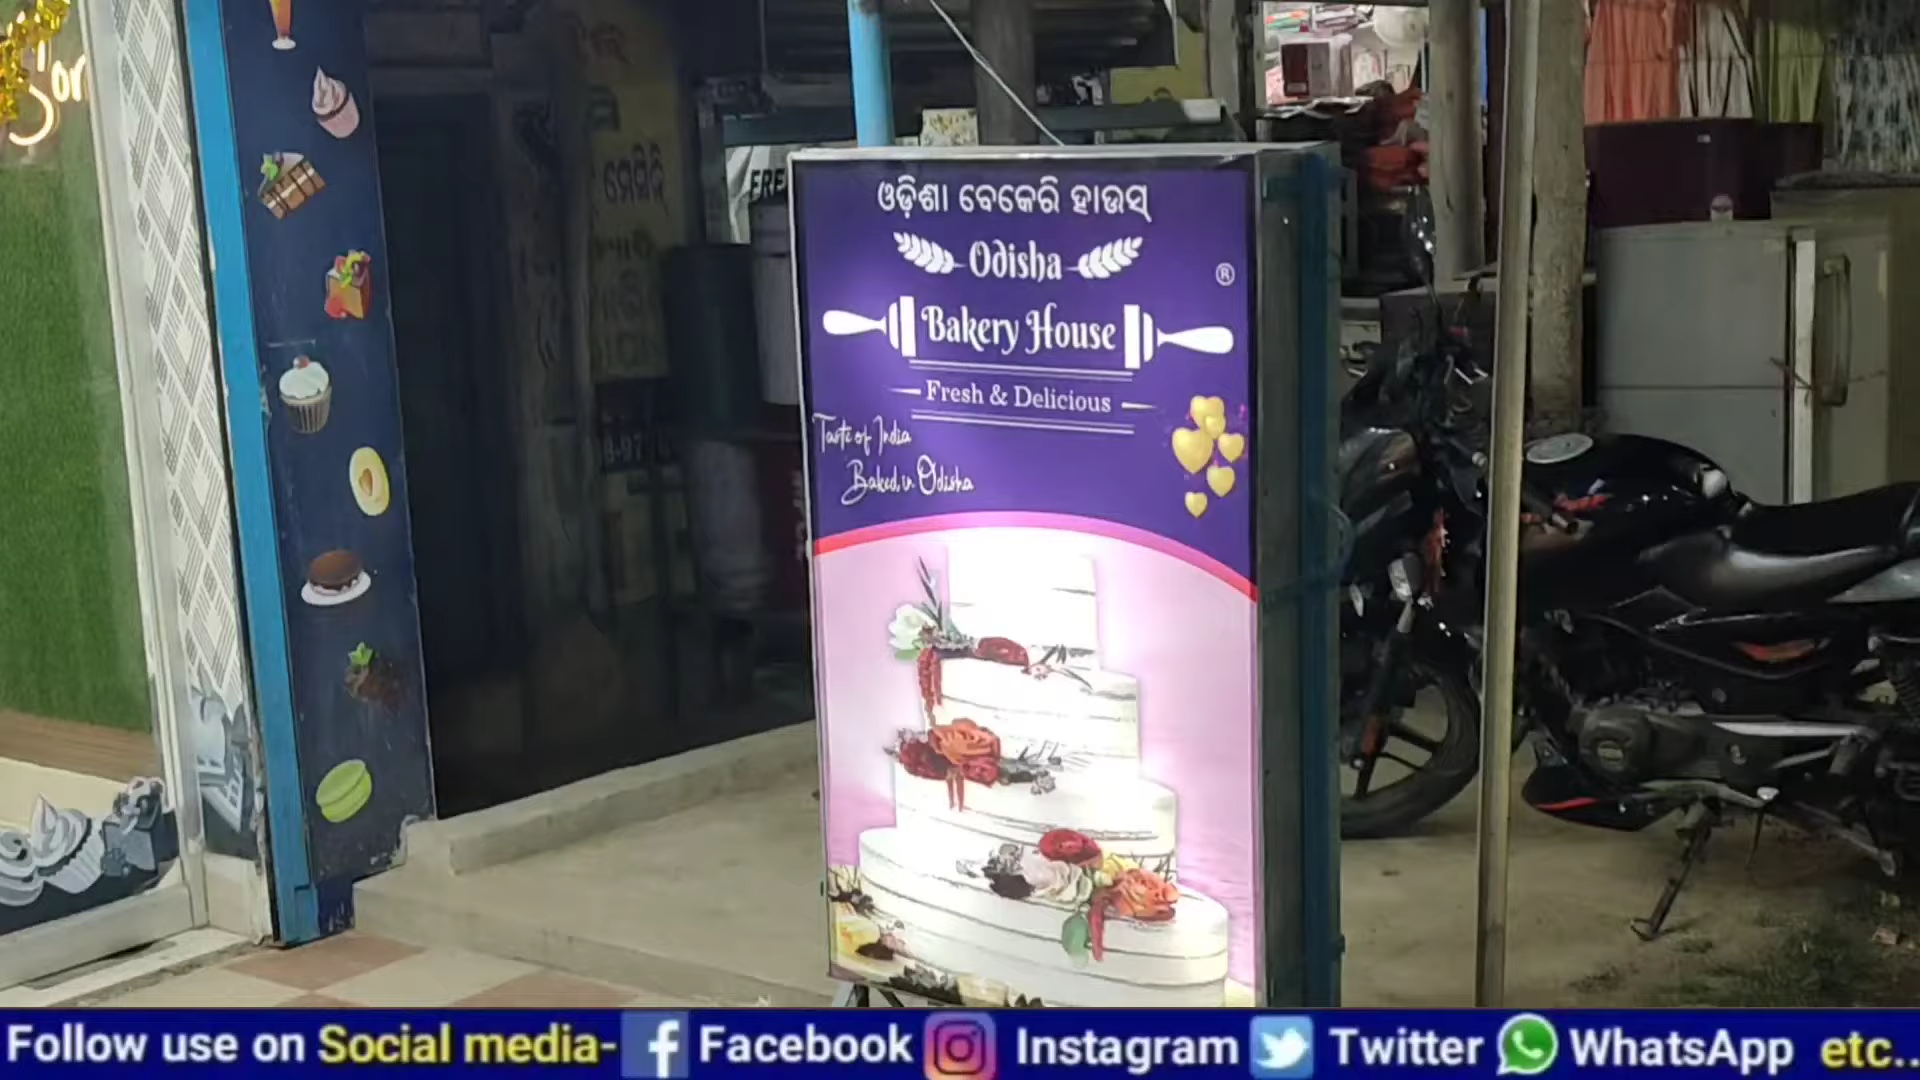 ଓଡ଼ିଶା ବେକେରି ହାଉସ୍
Odisha
®
Bakery House
Fresh & Delicious
Taste of India
Baked in Odisha
FRE
Follow use on Social media- Facebook Instagram Twitter WhatsApp etc..